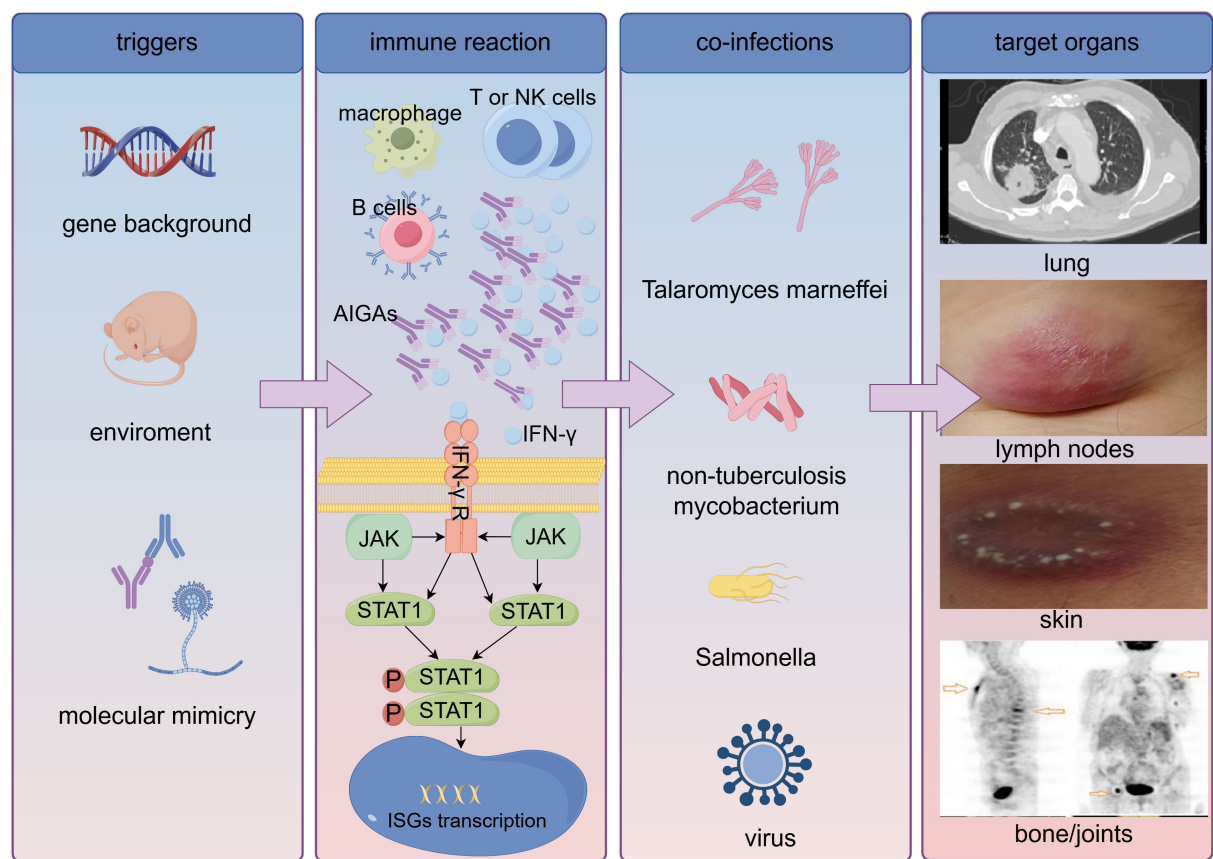 triggers
gene background
enviroment
molecular mimicry
immune reaction
macrophage
T or NK cells
B cells
AIGAs
IFN-γ
IFN-γ R
JAK
JAK
STAT1
STAT1
P
STAT1
P
STAT1
ISGs transcription
co-infections
Talaromyces marneffei
non-tuberculosis
mycobacterium
Salmonella
virus
target organs
lung
lymph nodes
skin
bone/joints